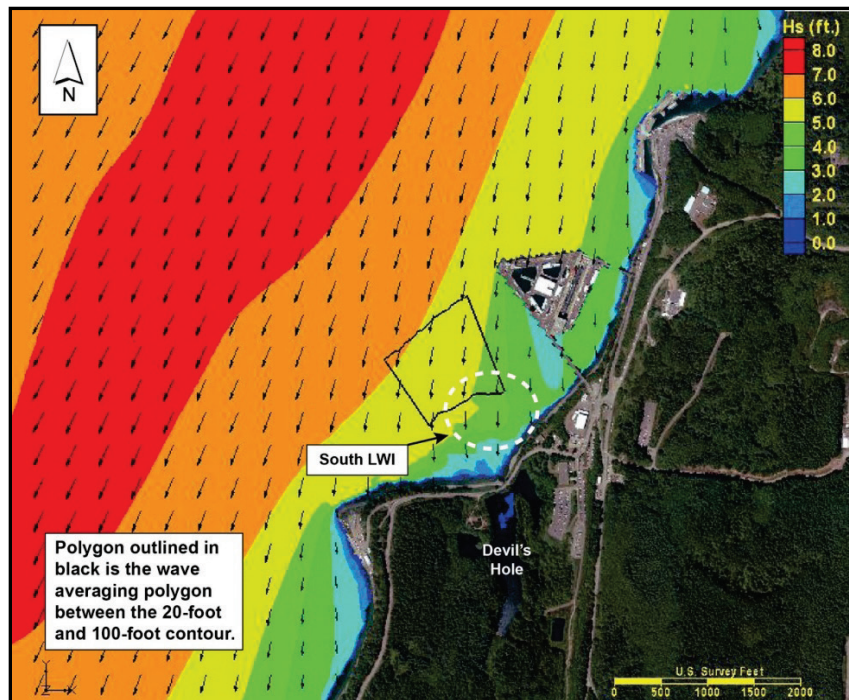 N
Hs (ft.)
8.0
7.0
6.0
5.0
4.0
3.0
2.0
1.0
0.0
South LWI
Devil's
Hole
Polygon outlined in
black is the wave
averaging polygon
between the 20-foot
and 100-foot contour.
Y
Z
X
U.S. Survey Feet
0
500
1000
1500
2000